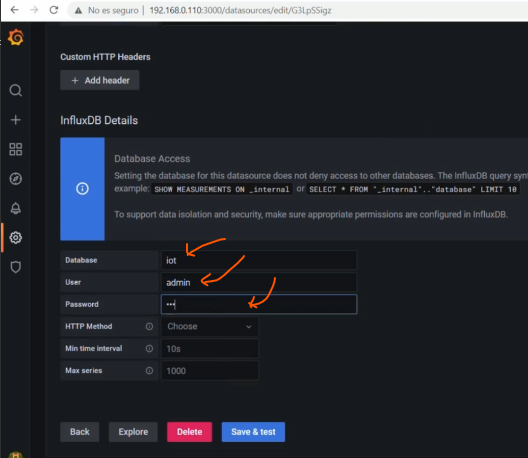 No es seguro | 192.168.0.110:3000/datasources/edit/G3LpSSigz
Custom HTTP Headers
+ Add header
InfluxDB Details
Database Access
Setting the database for this datasource does not deny access to other databases. The InfluxDB query syn
example: SHOW MEASUREMENTS ON _internal or SELECT * FROM "_internal".."database" LIMIT 10
To support data isolation and security, make sure appropriate permissions are configured in InfluxDB.
Database iot
User admin
Password •••
HTTP Method Choose
Min time interval 10s
Max series 1000
Back Explore Delete Save & test